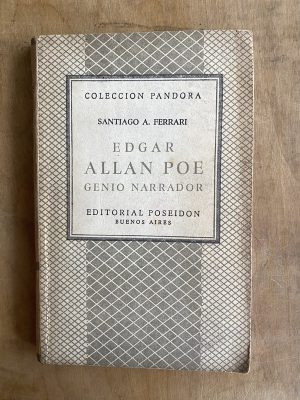 COLECCION PANDORA
SANTIAGO A. FERRARI
EDGAR
ALLAN POE
GENIO NARRADOR
EDITORIAL POSEIDON
BUENOS AIRES